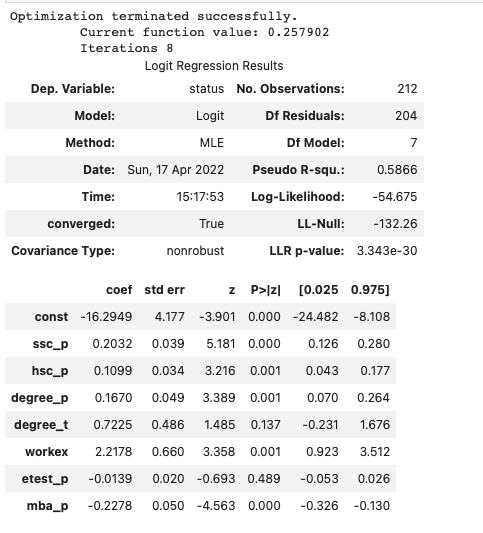 Optimization terminated successfully.
Current function value: 0.257902
Iterations 8
Logit Regression Results
Dep. Variable: status No. Observations: 212
Model: Logit Df Residuals: 204
Method: MLE Df Model: 7
Date: Sun, 17 Apr 2022 Pseudo R-squ.: 0.5866
Time: 15:17:53 Log-Likelihood: -54.675
converged: True LL-Null: -132.26
Covariance Type: nonrobust LLR p-value: 3.343e-30
coef std err z P>|z| [0.025 0.975]
const -16.2949 4.177 -3.901 0.000 -24.482 -8.108
ssc_p 0.2032 0.039 5.181 0.000 0.126 0.280
hsc_p 0.1099 0.034 3.216 0.001 0.043 0.177
degree_p 0.1670 0.049 3.389 0.001 0.070 0.264
degree_t 0.7225 0.486 1.485 0.137 -0.231 1.676
workex 2.2178 0.660 3.358 0.001 0.923 3.512
etest_p -0.0139 0.020 -0.693 0.489 -0.053 0.026
mba_p -0.2278 0.050 -4.563 0.000 -0.326 -0.130